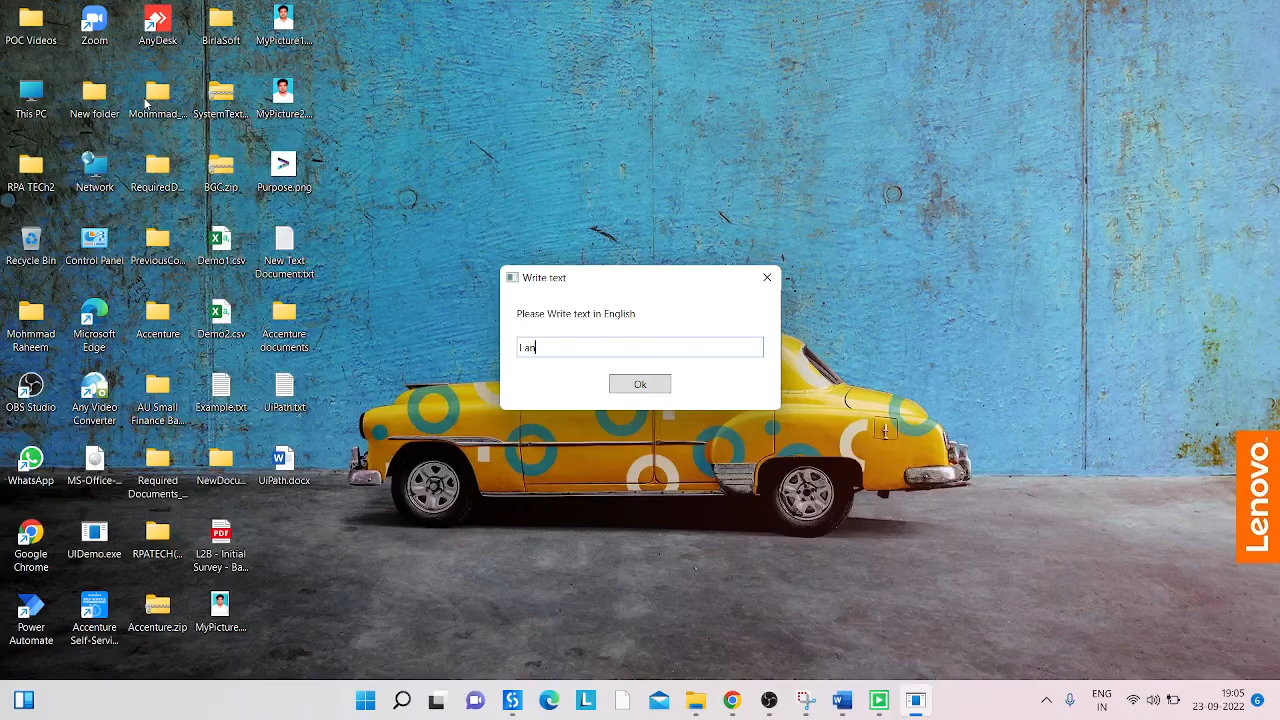 POC Videos
Zoom
AnyDesk
BirlaSoft
MyPicture1....
This PC
New folder
Mohmmad_...
SystemText...
MyPicture2....
RPA TECh2
Network
RequiredD...
BGC.zip
Purpose.png
Recycle Bin
Control Panel
PreviousCo...
Demo1.csv
New Text
Document.txt
Mohmmad
Raheem
Microsoft
Edge
Accenture
Demo2.csv
Accenture
documents
OBS Studio
Any Video
Converter
AU Small
Finance Ba...
Example.txt
UiPath.txt
WhatsApp
MS-Office-...
Required
Documents_...
NewDocu...
UiPath.docx
Google
Chrome
UIDemo.exe
RPATECH(...
PDF
L2B - Initial
Survey - Ba...
Power
Automate
Accenture
Self-Servi...
Accenture.zip
MyPicture....
Write text
Please Write text in English
I an
Ok
Lenovo
ENG
IN
19:05
23-09-2022
6